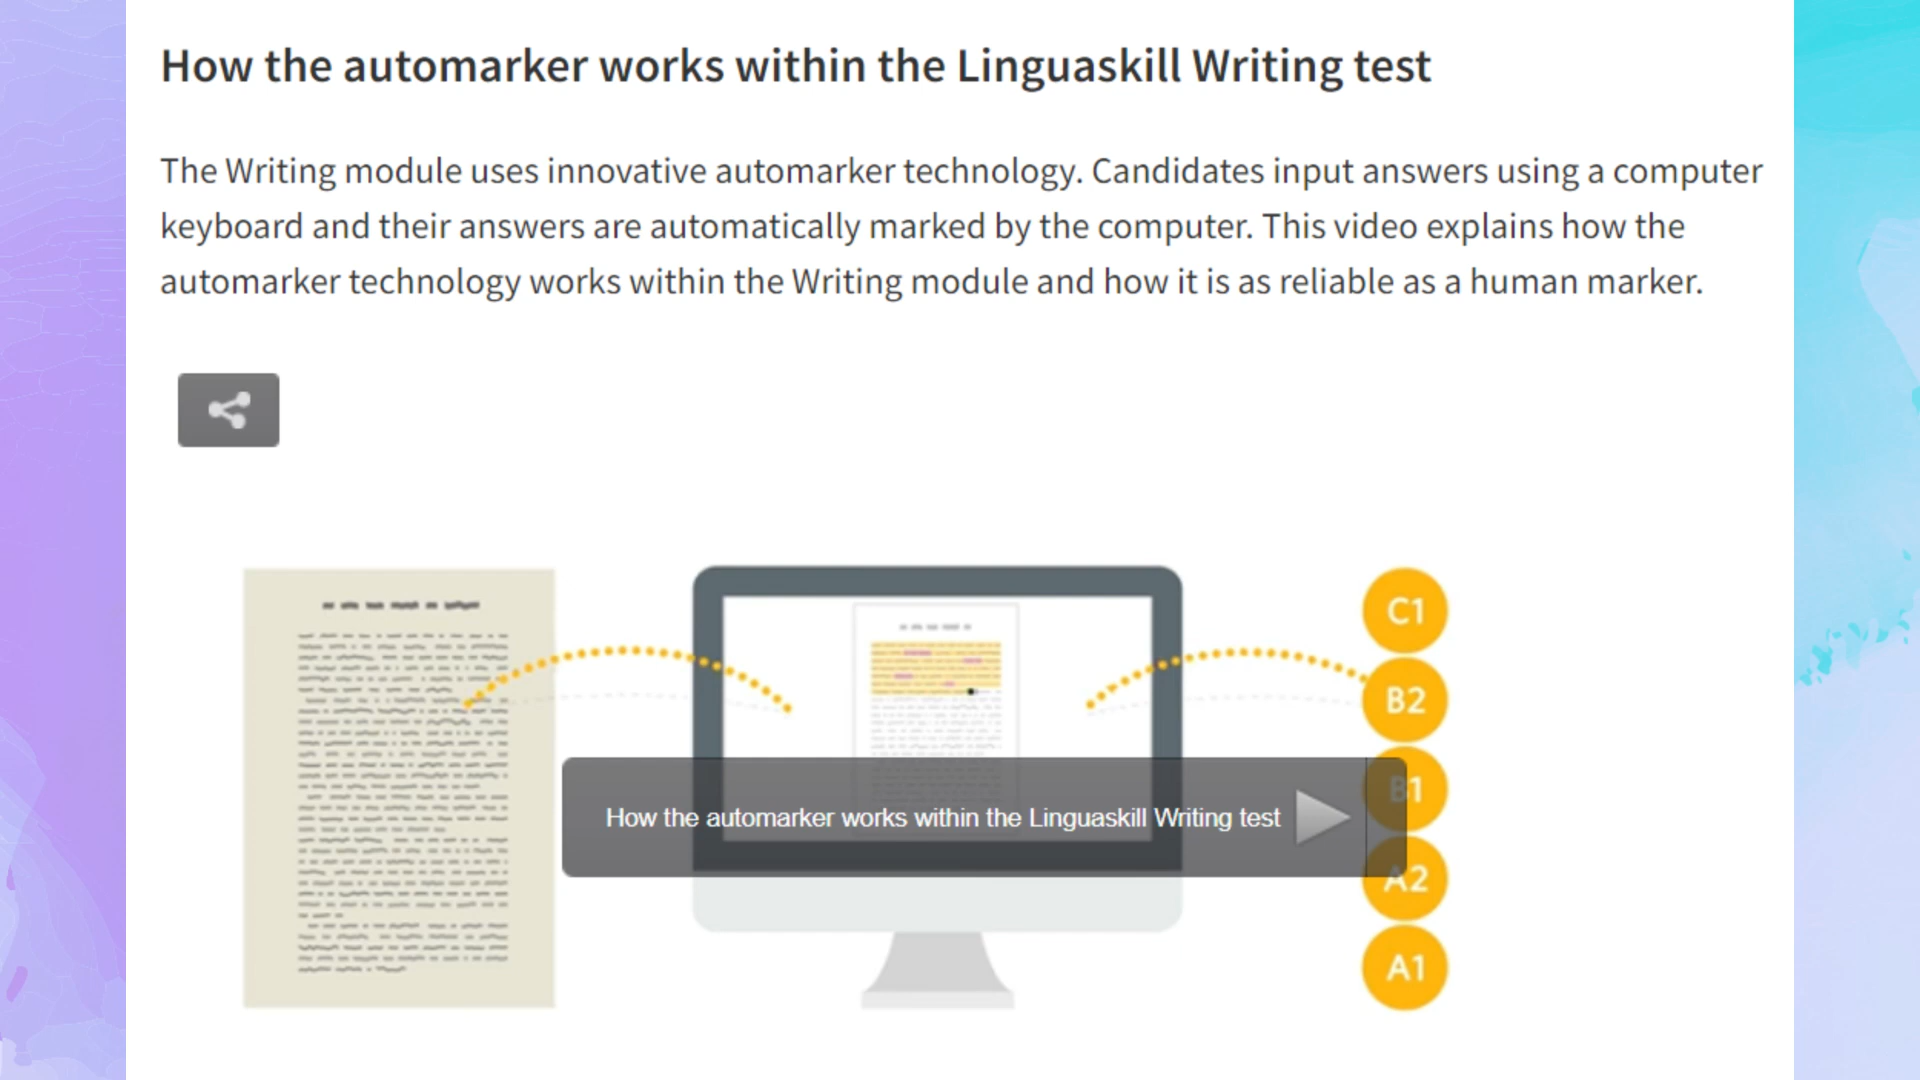 How the automarker works within the Linguaskill Writing test
The Writing module uses innovative automarker technology. Candidates input answers using a computer
keyboard and their answers are automatically marked by the computer. This video explains how the
automarker technology works within the Writing module and how it is as reliable as a human marker.
C1
B2
B1
How the automarker works within the Linguaskill Writing test
A2
A1